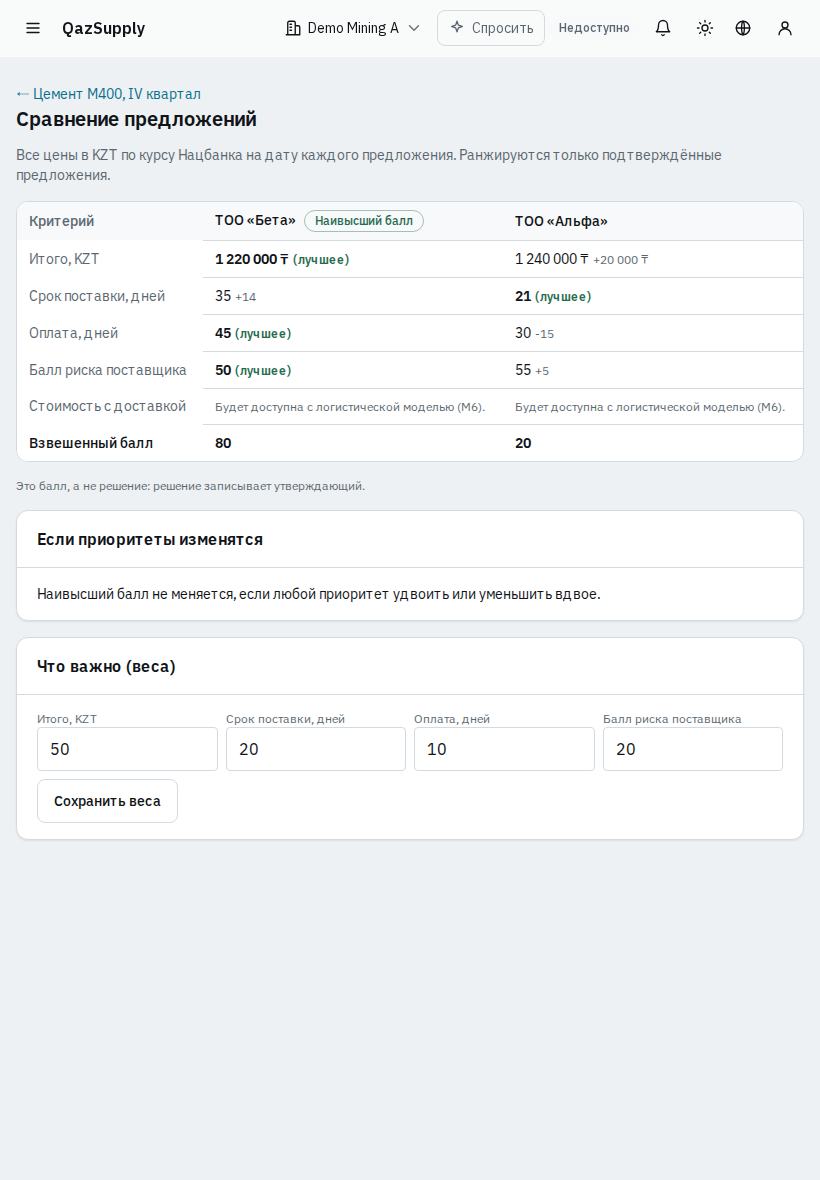 QazSupply
Demo Mining A
Спросить
Недоступно
← Цемент М400, IV квартал
Сравнение предложений
Все цены в KZT по курсу Нацбанка на дату каждого предложения. Ранжируются только подтверждённые
предложения.
Критерий ТОО «Бета» Наивысший балл ТОО «Альфа»
Итого, KZT 1 220 000 ₸ (лучшее) 1 240 000 ₸ +20 000 ₸
Срок поставки, дней 35 +14 21 (лучшее)
Оплата, дней 45 (лучшее) 30 -15
Балл риска поставщика 50 (лучшее) 55 +5
Стоимость с доставкой Будет доступна с логистической моделью (М6). Будет доступна с логистической моделью (М6).
Взвешенный балл 80 20
Это балл, а не решение: решение записывает утверждающий.
Если приоритеты изменятся
Наивысший балл не меняется, если любой приоритет удвоить или уменьшить вдвое.
Что важно (веса)
Итого, KZT Срок поставки, дней Оплата, дней Балл риска поставщика
50 20 10 20
Сохранить веса